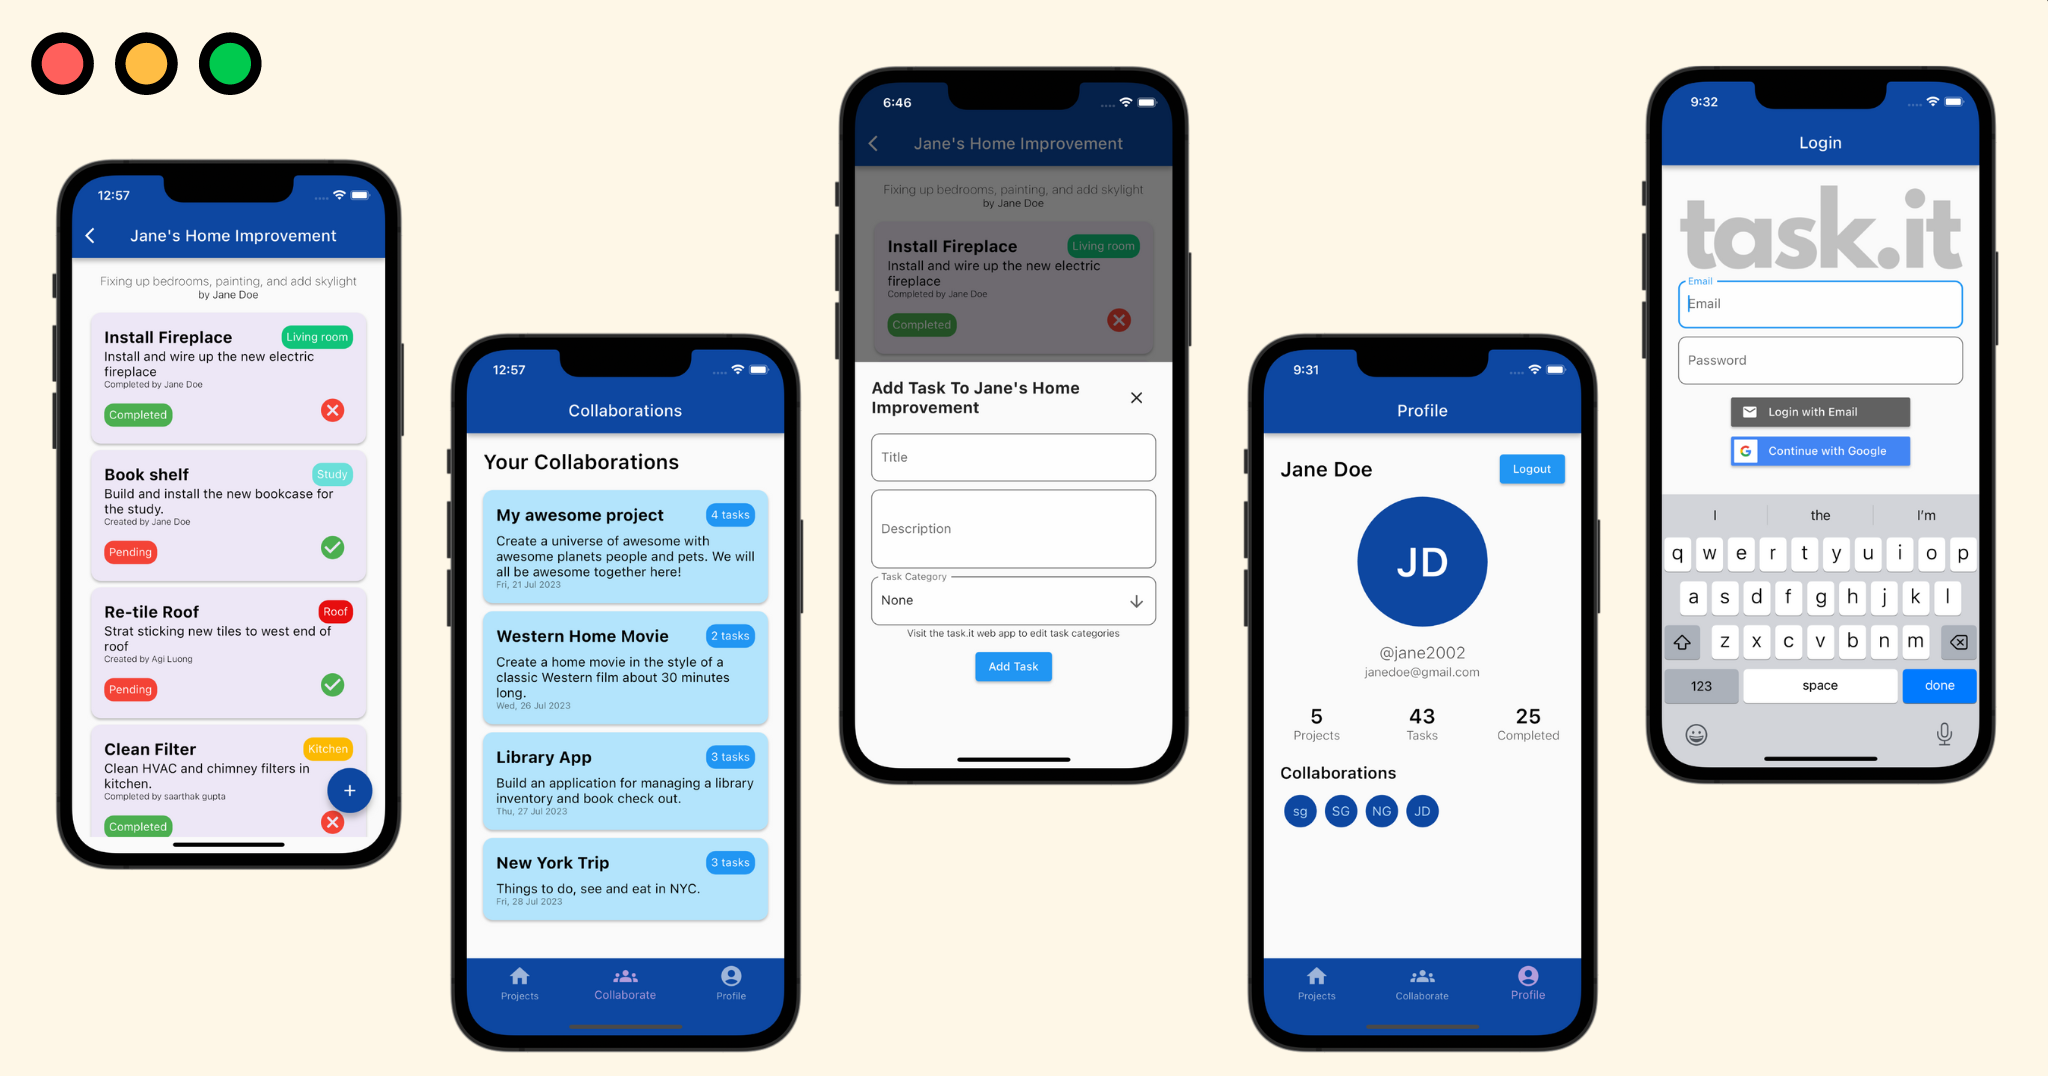 12:57
Jane's Home Improvement
Fixing up bedrooms, painting, and add skylight
by Jane Doe
Install Fireplace
Living room
Install and wire up the new electric
fireplace
Completed by Jane Doe
Completed
Book shelf
Study
Build and install the new bookcase for
the study.
Created by Jane Doe
Pending
Re-tile Roof
Roof
Strat sticking new tiles to west end of
roof
Created by Agi Luong
Pending
Clean Filter
Kitchen
Clean HVAC and chimney filters in
kitchen.
Completed by saarthak gupta
Completed
12:57
Collaborations
Your Collaborations
My awesome project
4 tasks
Create a universe of awesome with
awesome planets people and pets. We will
all be awesome together here!
Fri, 21 Jul 2023
Western Home Movie
2 tasks
Create a home movie in the style of a
classic Western film about 30 minutes
long.
Wed, 26 Jul 2023
Library App
3 tasks
Build an application for managing a library
inventory and book check out.
Thu, 27 Jul 2023
New York Trip
3 tasks
Things to do, see and eat in NYC.
Fri, 28 Jul 2023
Projects
Collaborate
Profile
6:46
Jane's Home Improvement
Fixing up bedrooms, painting, and add skylight
by Jane Doe
Install Fireplace
Living room
Install and wire up the new electric
fireplace
Completed by Jane Doe
Completed
Add Task To Jane's Home
Improvement
Title
Description
Task Category
None
Visit the task.it web app to edit task categories
Add Task
9:31
Profile
Jane Doe
Logout
JD
@jane2002
janedoe@gmail.com
5
Projects
43
Tasks
25
Completed
Collaborations
sg SG NG JD
Projects
Collaborate
Profile
9:32
Login
task.it
Email
Email
Password
Login with Email
G Continue with Google
I the I'm
q w e r t y u i o p
a s d f g h j k l
z x c v b n m
123 space done